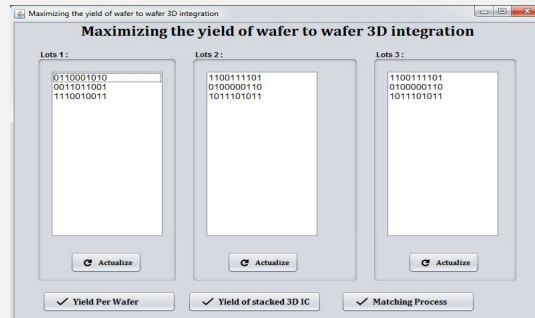 Maximizing the yield of wafer to wafer 3D integration
Maximizing the yield of wafer to wafer 3D integration
Lots 1 :
Lots 2 :
Lots 3 :
0110001010
0011011001
1110010011
1100111101
0100000110
1011101011
1100111101
0100000110
1011101011
Actualize
Actualize
Actualize
Yield Per Wafer
Yield of stacked 3D IC
Matching Process